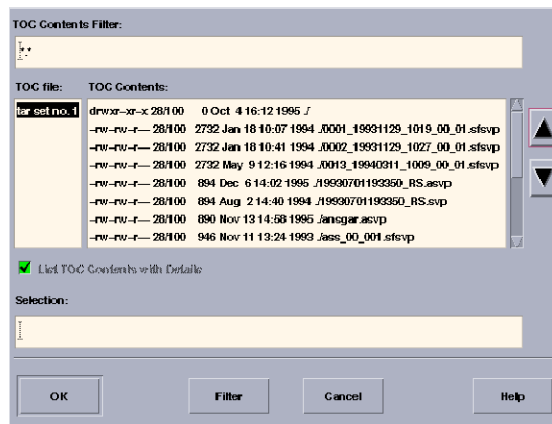 TOC Contents Filter:
*.*
TOC file: TOC Contents:
tar set no. 1 drwxr-xr-x 28/100 0 Oct 4 16:12 1995 ./
-rw-rw-r-- 28/100 2732 Jan 18 10:07 1994 ./0001_19931129_1019_00_01.sfsvp
-rw-rw-r-- 28/100 2732 Jan 18 10:41 1994 ./0002_19931129_1027_00_01.sfsvp
-rw-rw-r-- 28/100 2732 May 9 12:16 1994 ./0013_19940311_1009_00_01.sfsvp
-rw-rw-r-- 28/100 894 Dec 6 14:02 1995 ./19930701193350_RS.asvp
-rw-rw-r-- 28/100 894 Aug 2 14:40 1994 ./19930701193350_RS.sfsvp
-rw-rw-r-- 28/100 890 Nov 13 14:58 1995 ./ansgar.asvp
-rw-rw-r-- 28/100 946 Nov 11 13:24 1993 ./ass_00_001.sfsvp
List TOC Contents with Details
Selection:
OK Filter Cancel Help